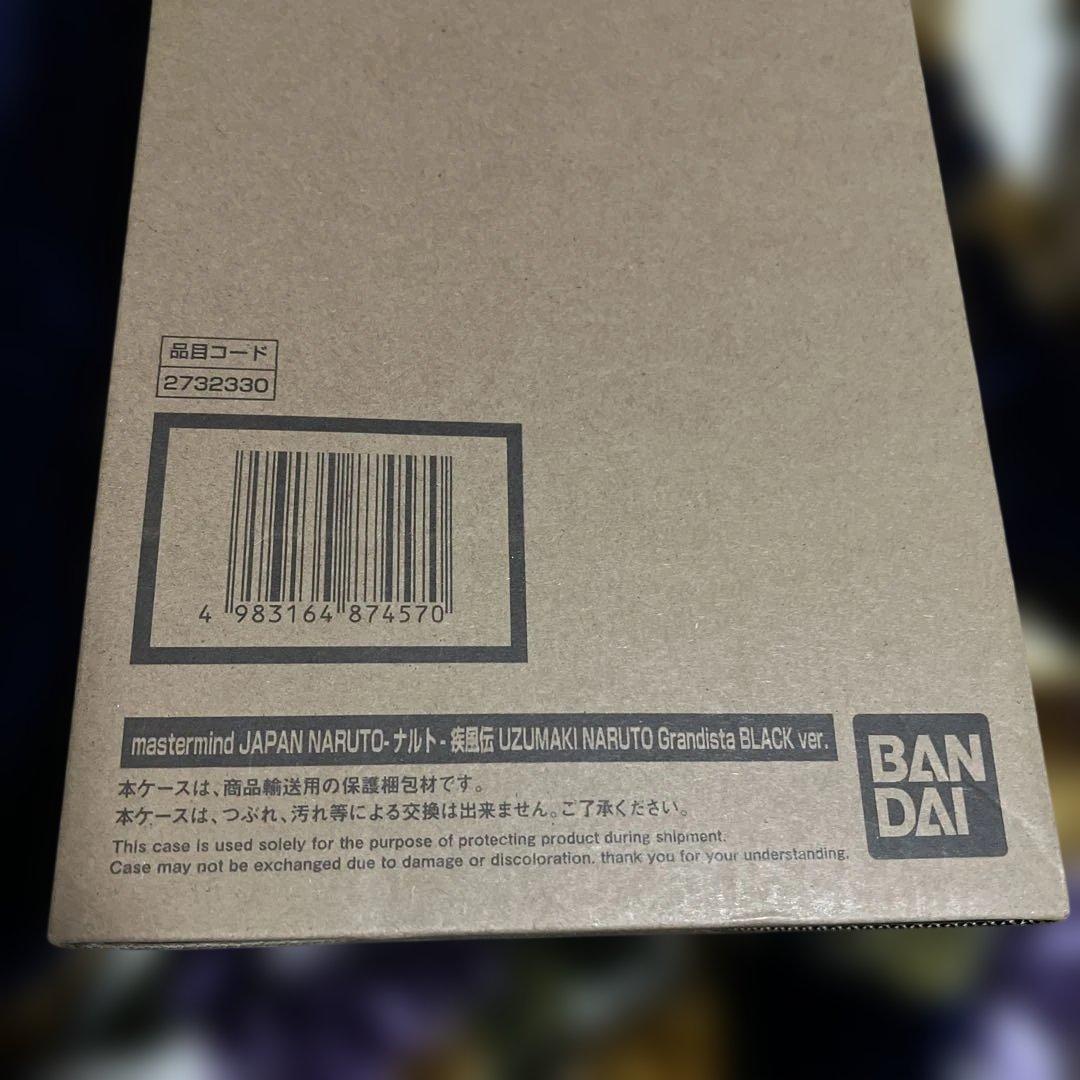 品目コード
2732330
4 983164 874570
mastermind JAPAN NARUTO-ナルト-疾風伝 UZUMAKI NARUTO Grandista BLACK ver.
本ケースは、商品輸送用の保護梱包材です。
本ケースは、つぶれ、汚れ等による交換は出来ません。ご了承ください。
This case is used solely for the purpose of protecting product during shipment.
Case may not be exchanged due to damage or discoloration. thank you for your understanding.
BAN
DAI